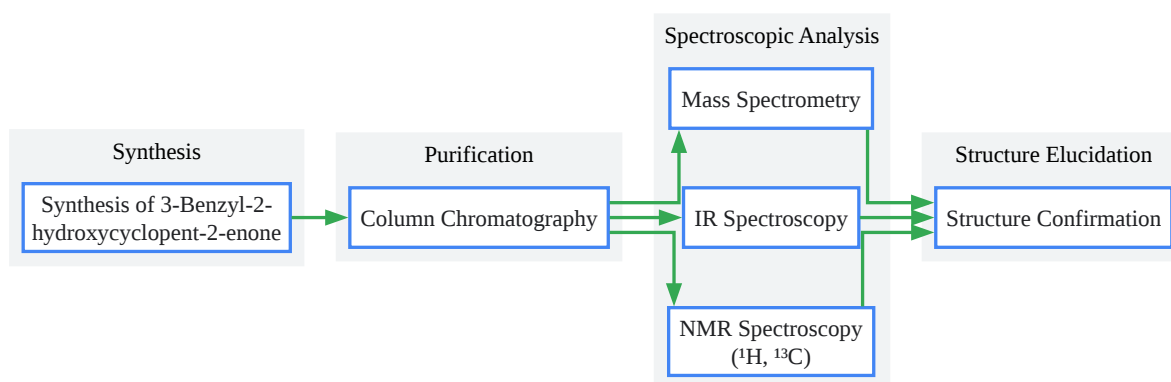 Synthesis
Synthesis of 3-Benzyl-2-
hydroxycyclopent-2-enone
Purification
Column Chromatography
Spectroscopic Analysis
Mass Spectrometry
IR Spectroscopy
NMR Spectroscopy
(¹H, ¹³C)
Structure Elucidation
Structure Confirmation